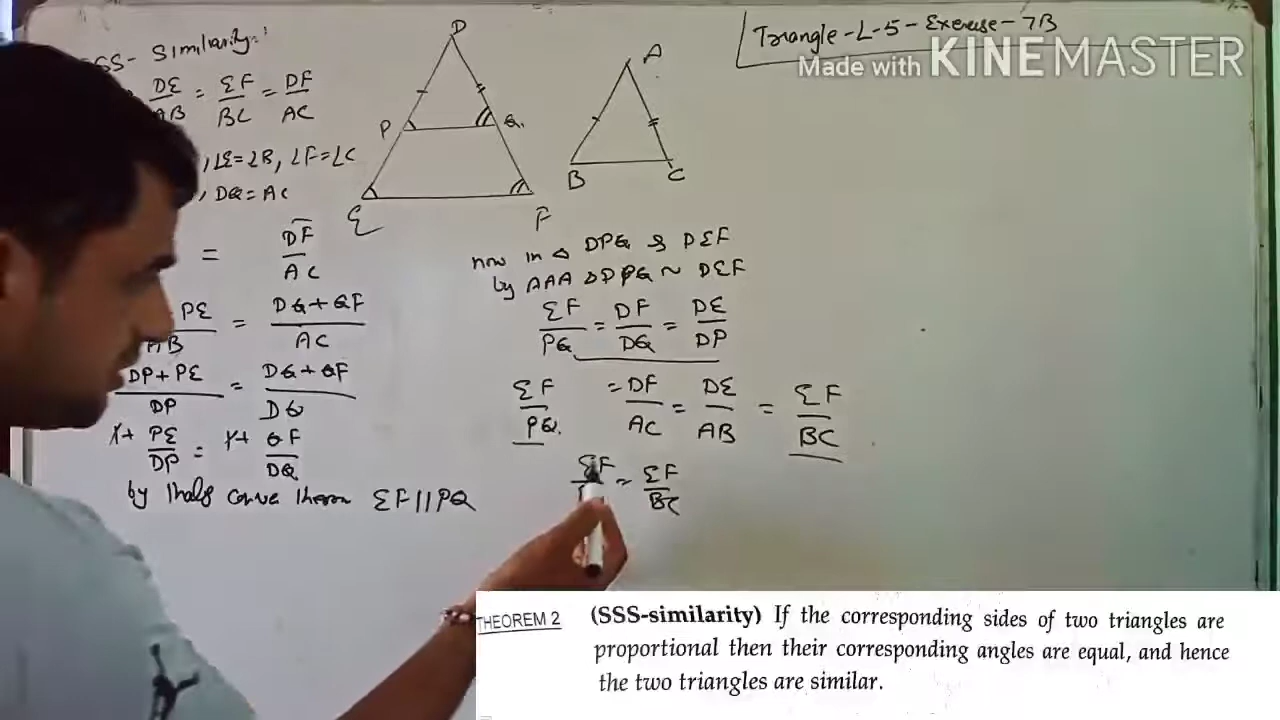 SSS- Similarity:
DE/AB = EF/BC = DF/AC
, ∠E=∠B, ∠F=∠C
, DQ = AC
= DF/AC
PE/AB = DQ+QF/AC
DP+PE/DP = DQ+QF/DQ
1+ PE/DP = 1+ QF/DQ
by Thals theorm EF||PQ
D
P
Q
E
F
A
B
C
now in △ DPQ & DEF
by AAA △DPQ ~ DEF
EF/PQ = DF/DQ = DE/DP
EF/PQ = DF/AC = DE/AB = EF/BC
EF = EF/BC
Triangle-L-5-Exercise-7B
Made with KINEMASTER
THEOREM 2 (SSS-similarity) If the corresponding sides of two triangles are
proportional then their corresponding angles are equal, and hence
the two triangles are similar.